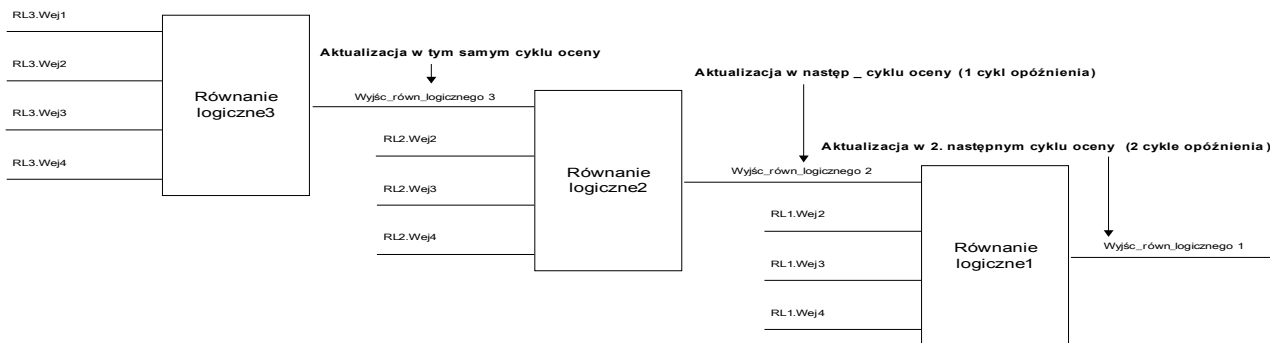 RL3.Wej1
RL3.Wej2
RL3.Wej3
RL3.Wej4
Równanie
logiczne3
Aktualizacja w tym samym cyklu oceny
Wyjśc_równ_logicznego 3
RL2.Wej2
RL2.Wej3
RL2.Wej4
Równanie
logiczne2
Aktualizacja w następ _ cyklu oceny (1 cykl opóźnienia)
Wyjśc_równ_logicznego 2
RL1.Wej2
RL1.Wej3
RL1.Wej4
Równanie
logiczne1
Aktualizacja w 2. następnym cyklu oceny (2 cykle opóźnienia)
Wyjśc_równ_logicznego 1